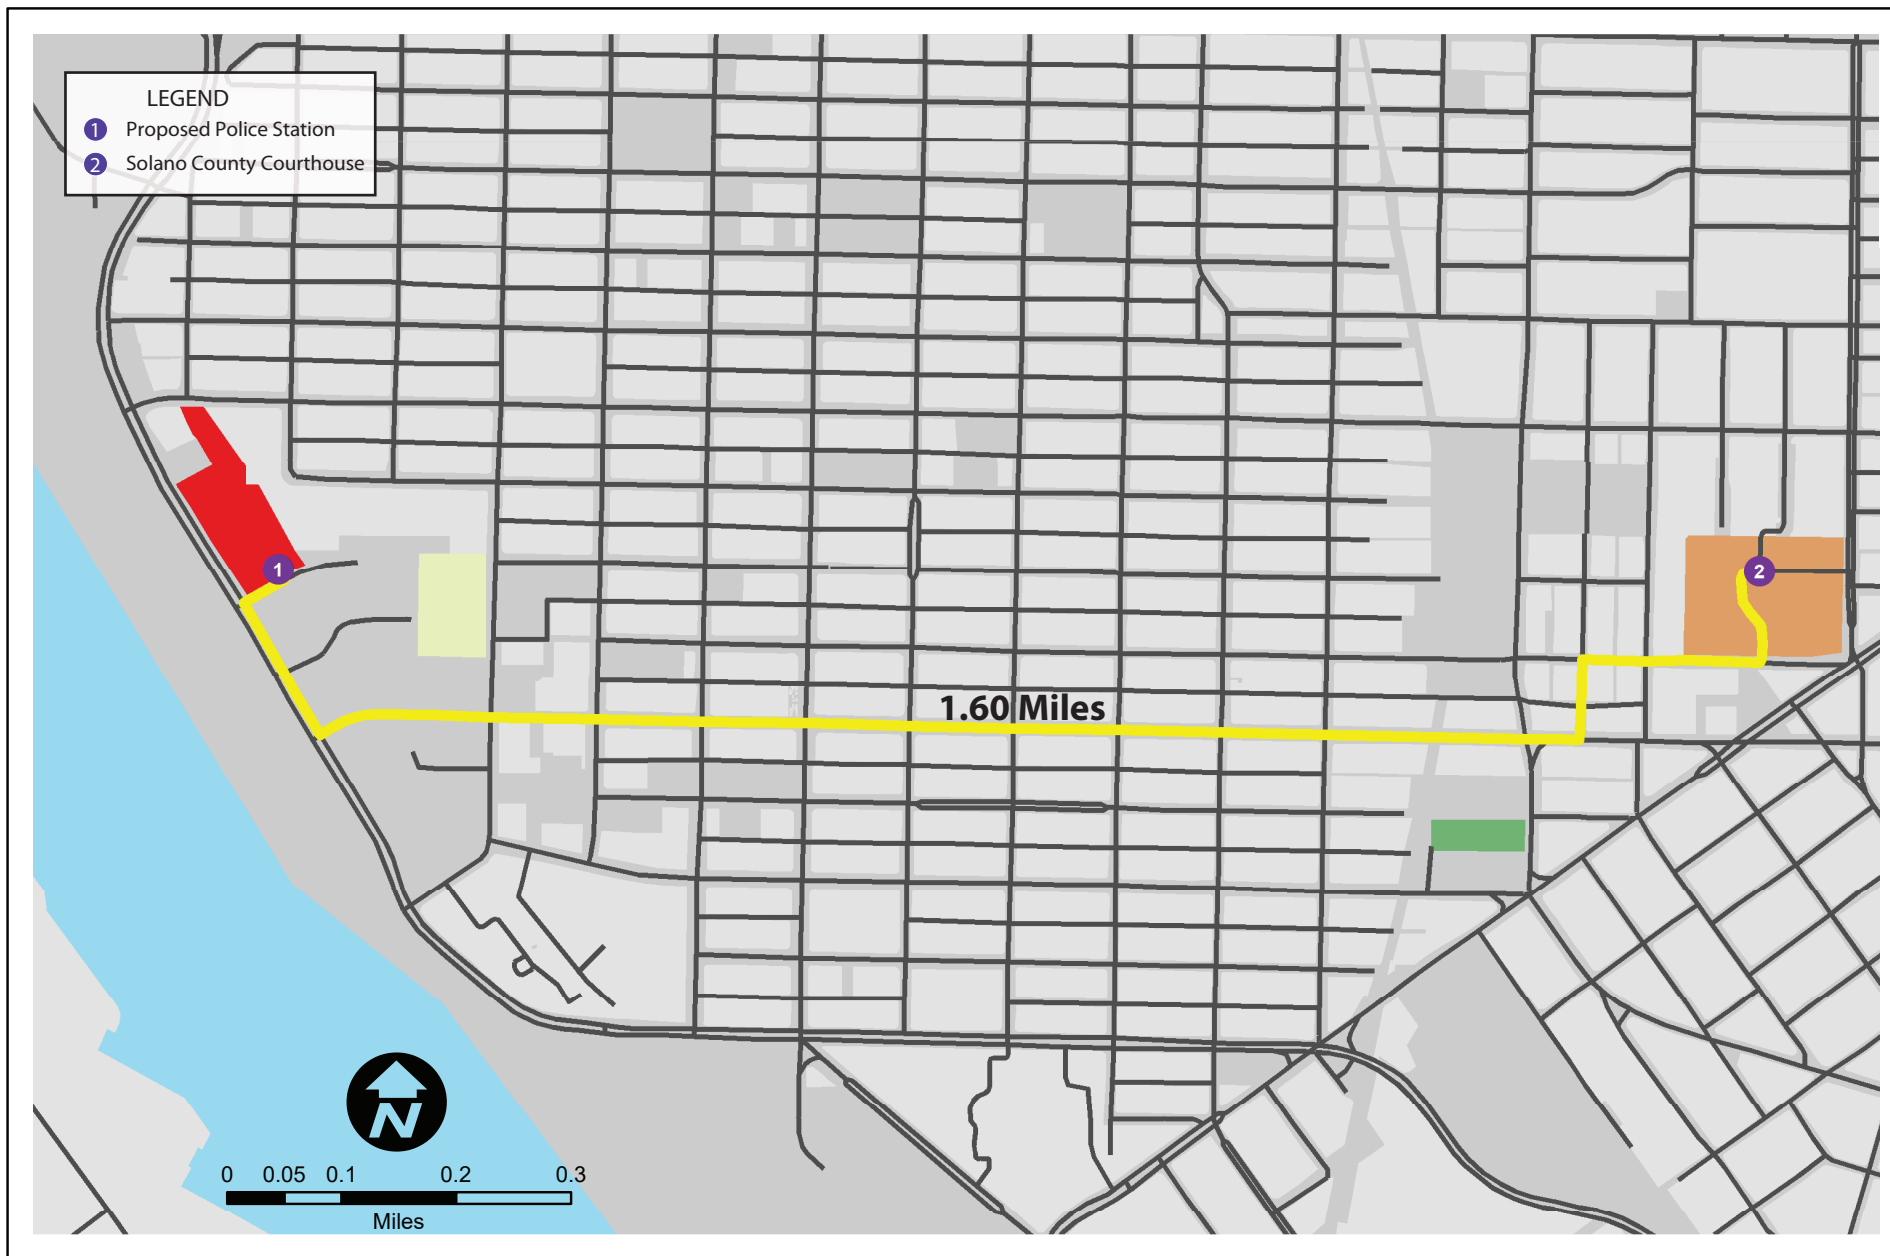 LEGEND
1 Proposed Police Station
2 Solano County Courthouse
1
2
1.60 Miles
N
0 0.05 0.1 0.2 0.3
Miles